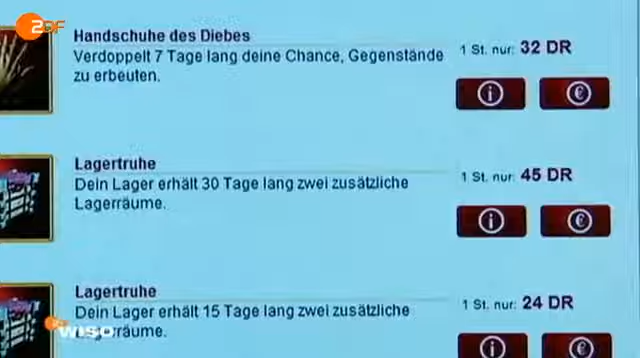 ZDF
Handschuhe des Diebes
Verdoppelt 7 Tage lang deine Chance, Gegenstände
zu erbeuten.
1 St. nur: 32 DR
i €
Lagertruhe
Dein Lager erhält 30 Tage lang zwei zusätzliche
Lagerräume.
1 St. nur: 45 DR
i €
Lagertruhe
Dein Lager erhält 15 Tage lang zwei zusätzliche
Lagerräume.
1 St. nur: 24 DR
i €
WISO